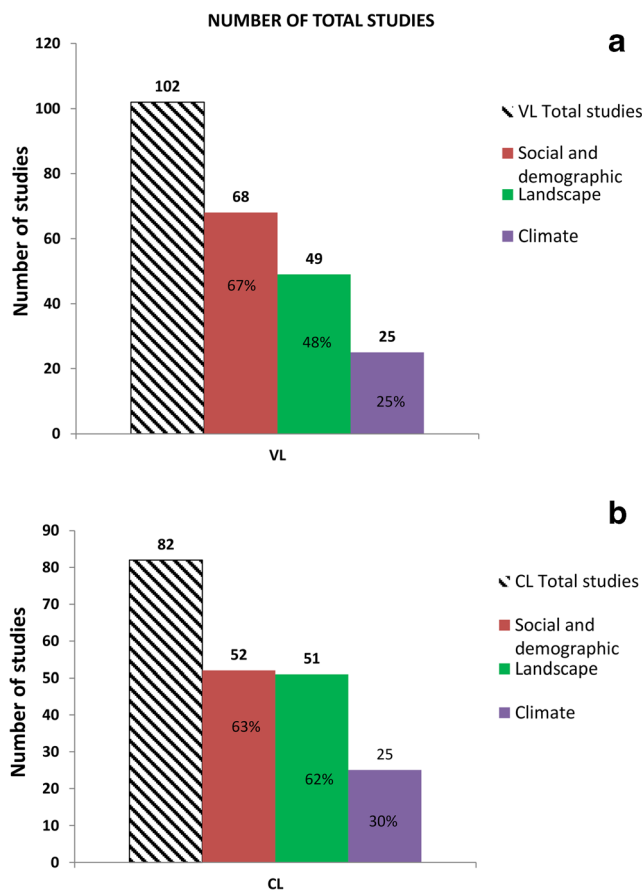 NUMBER OF TOTAL STUDIES
a
120
100
80
60
40
20
0
Number of studies
102
68
49
25
67%
48%
25%
VL
VL Total studies
Social and
demographic
Landscape
Climate
b
90
80
70
60
50
40
30
20
10
0
Number of studies
82
52
51
25
63%
62%
30%
CL
CL Total studies
Social and
demographic
Landscape
Climate